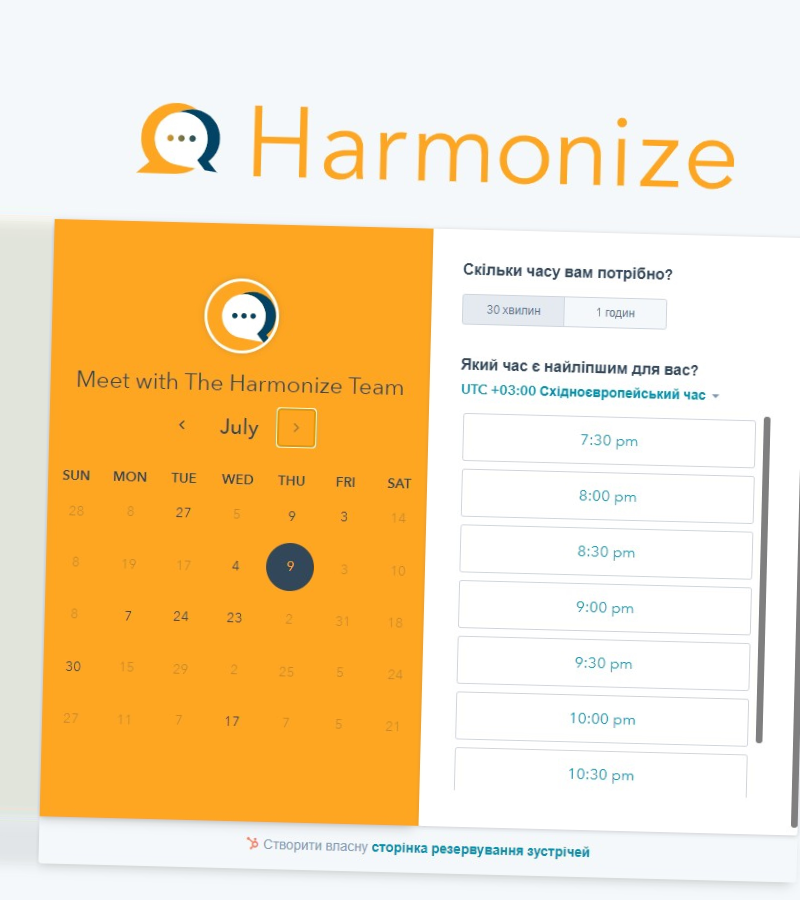 Harmonize
Meet with The Harmonize Team
July
SUN MON TUE WED THU FRI SAT
28 8 27 5 9 3 14
8 19 17 4 9 3 10
8 7 24 23 2 31 18
30 15 29 2 25 5 24
27 11 7 17 7 5 21
Скільки часу вам потрібно?
30 хвилин 1 годин
Який час є найліпшим для вас?
UTC +03:00 Східноєвропейський час
7:30 pm
8:00 pm
8:30 pm
9:00 pm
9:30 pm
10:00 pm
10:30 pm
Створити власну сторінка резервування зустрічей